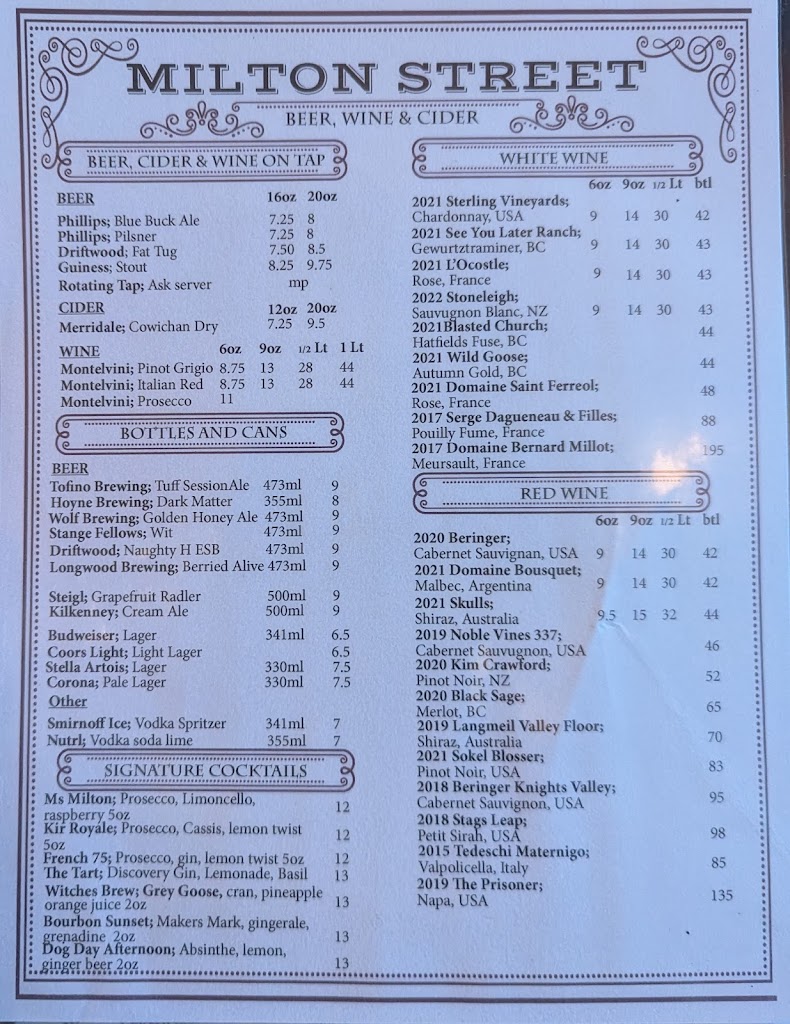 MILTON STREET
BEER, WINE & CIDER
BEER, CIDER & WINE ON TAP
BEER 16oz 20oz
Phillips; Blue Buck Ale 7.25 8
Phillips; Pilsner 7.25 8
Driftwood; Fat Tug 7.50 8.5
Guiness; Stout 8.25 9.75
Rotating Tap; Ask server mp
CIDER 12oz 20oz
Merridale; Cowichan Dry 7.25 9.5
WINE 6oz 9oz 1/2 Lt 1 Lt
Montelvini; Pinot Grigio 8.75 13 28 44
Montelvini; Italian Red 8.75 13 28 44
Montelvini; Prosecco 11
BOTTLES AND CANS
BEER
Tofino Brewing; Tuff SessionAle 473ml 9
Hoyne Brewing; Dark Matter 355ml 8
Wolf Brewing; Golden Honey Ale 473ml 9
Stange Fellows; Wit 473ml 9
Driftwood; Naughty H ESB 473ml 9
Longwood Brewing; Berried Alive 473ml 9
Steigl; Grapefruit Radler 500ml 9
Kilkenney; Cream Ale 500ml 9
Budweiser; Lager 341ml 6.5
Coors Light; Light Lager 6.5
Stella Artois; Lager 330ml 7.5
Corona; Pale Lager 330ml 7.5
Other
Smirnoff Ice; Vodka Spritzer 341ml 7
Nutrl; Vodka soda lime 355ml 7
SIGNATURE COCKTAILS
Ms Milton; Prosecco, Limoncello,
raspberry 5oz 12
Kir Royale; Prosecco, Cassis, lemon twist
5oz 12
French 75; Prosecco, gin, lemon twist 5oz 12
The Tart; Discovery Gin, Lemonade, Basil 13
Witches Brew; Grey Goose, cran, pineapple
orange juice 2oz 13
Bourbon Sunset; Makers Mark, gingerale,
grenadine 2oz 13
Dog Day Afternoon; Absinthe, lemon,
ginger beer 2oz 13
WHITE WINE
6oz 9oz 1/2 Lt btl
2021 Sterling Vineyards;
Chardonnay, USA 9 14 30 42
2021 See You Later Ranch;
Gewurtztraminer, BC 9 14 30 43
2021 L'Ocostle;
Rose, France 9 14 30 43
2022 Stoneleigh;
Sauvugnon Blanc, NZ 9 14 30 43
2021Blasted Church;
Hatfields Fuse, BC 44
2021 Wild Goose;
Autumn Gold, BC 44
2021 Domaine Saint Ferreol;
Rose, France 48
2017 Serge Dagueneau & Filles;
Pouilly Fume, France 88
2017 Domaine Bernard Millot;
Meursault, France 195
RED WINE
6oz 9oz 1/2 Lt btl
2020 Beringer;
Cabernet Sauvignan, USA 9 14 30 42
2021 Domaine Bousquet;
Malbec, Argentina 9 14 30 42
2021 Skulls;
Shiraz, Australia 9.5 15 32 44
2019 Noble Vines 337;
Cabernet Sauvugnon, USA 46
2020 Kim Crawford;
Pinot Noir, NZ 52
2020 Black Sage;
Merlot, BC 65
2019 Langmeil Valley Floor;
Shiraz, Australia 70
2021 Sokel Blosser;
Pinot Noir, USA 83
2018 Beringer Knights Valley;
Cabernet Sauvignon, USA 95
2018 Stags Leap;
Petit Sirah, USA 98
2015 Tedeschi Maternigo;
Valpolicella, Italy 85
2019 The Prisoner;
Napa, USA 135